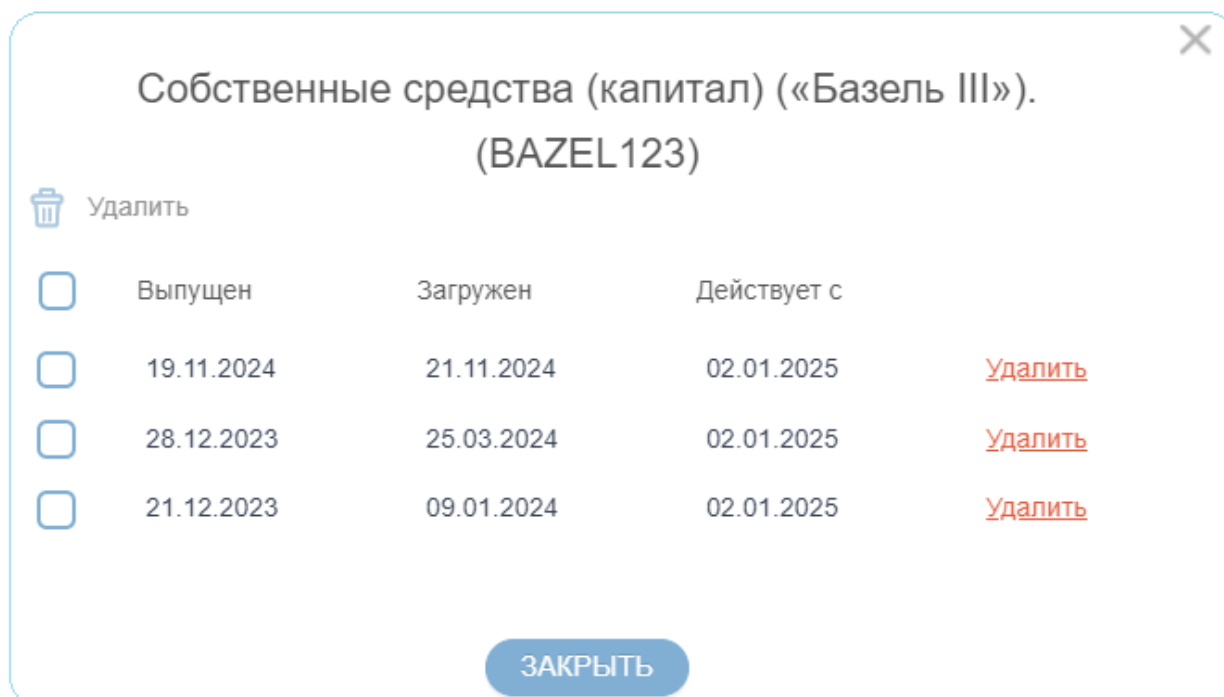 Собственные средства (капитал) («Базель III»).
(BAZEL123)
Удалить
Выпущен Загружен Действует с
19.11.2024 21.11.2024 02.01.2025 Удалить
28.12.2023 25.03.2024 02.01.2025 Удалить
21.12.2023 09.01.2024 02.01.2025 Удалить
ЗАКРЫТЬ